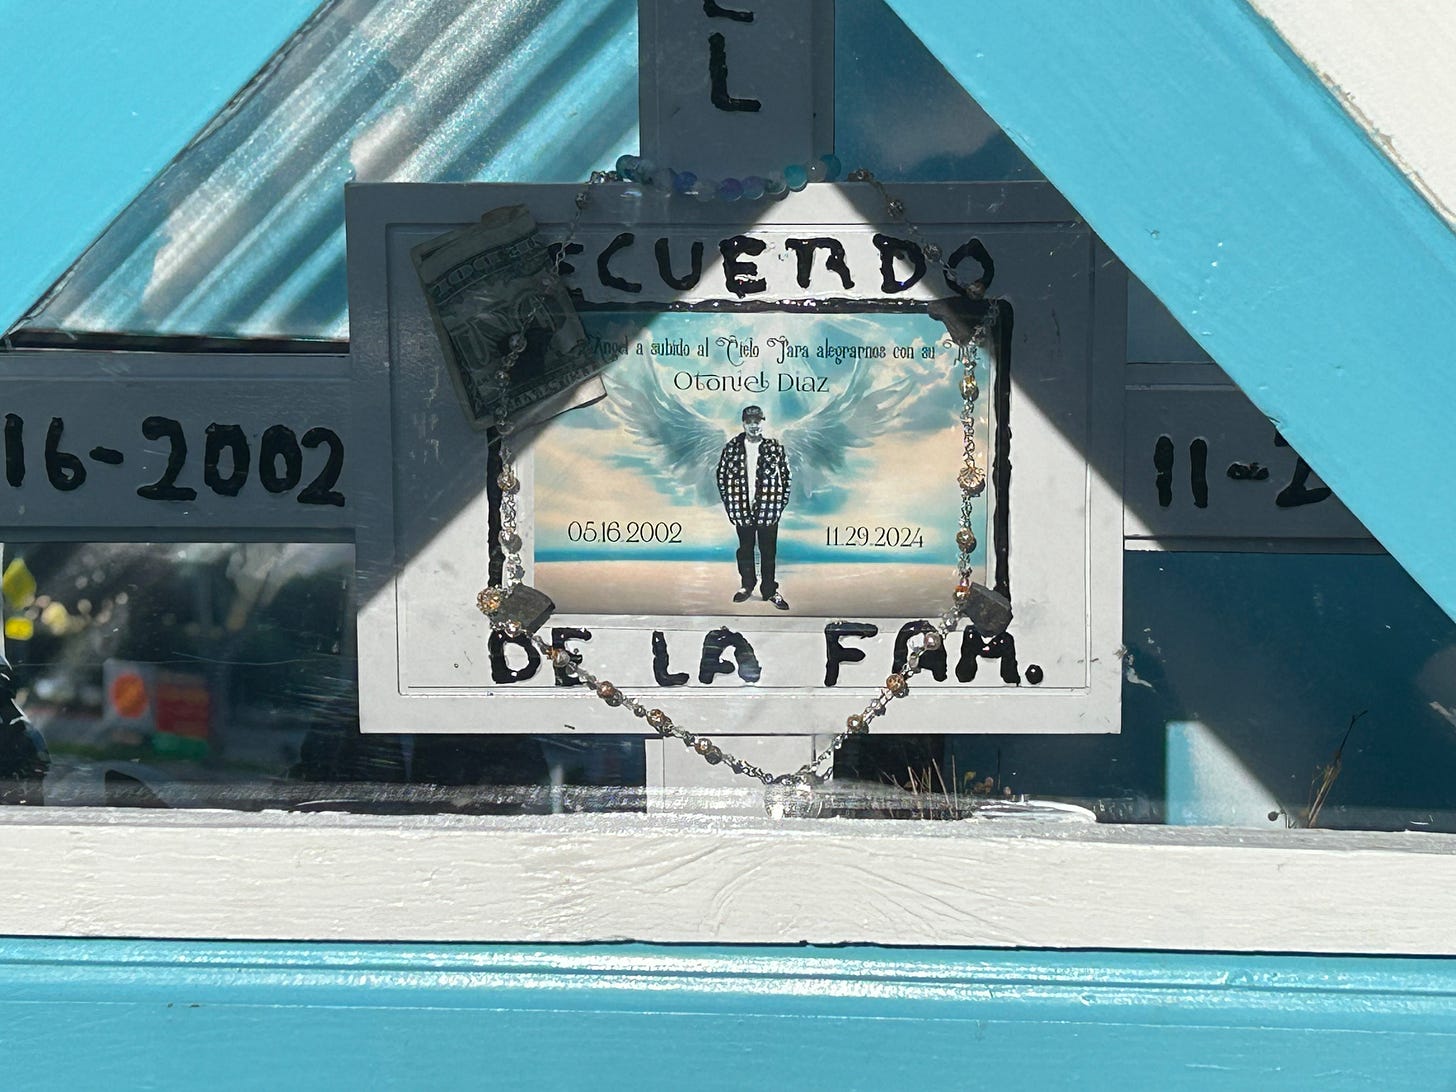 L
ECUERDO
Angel a subido al Cielo Para alegrarnos con su
Otoniel Diaz
16-2002
11-2
05.16.2002
11.29.2024
DE LA FAM.